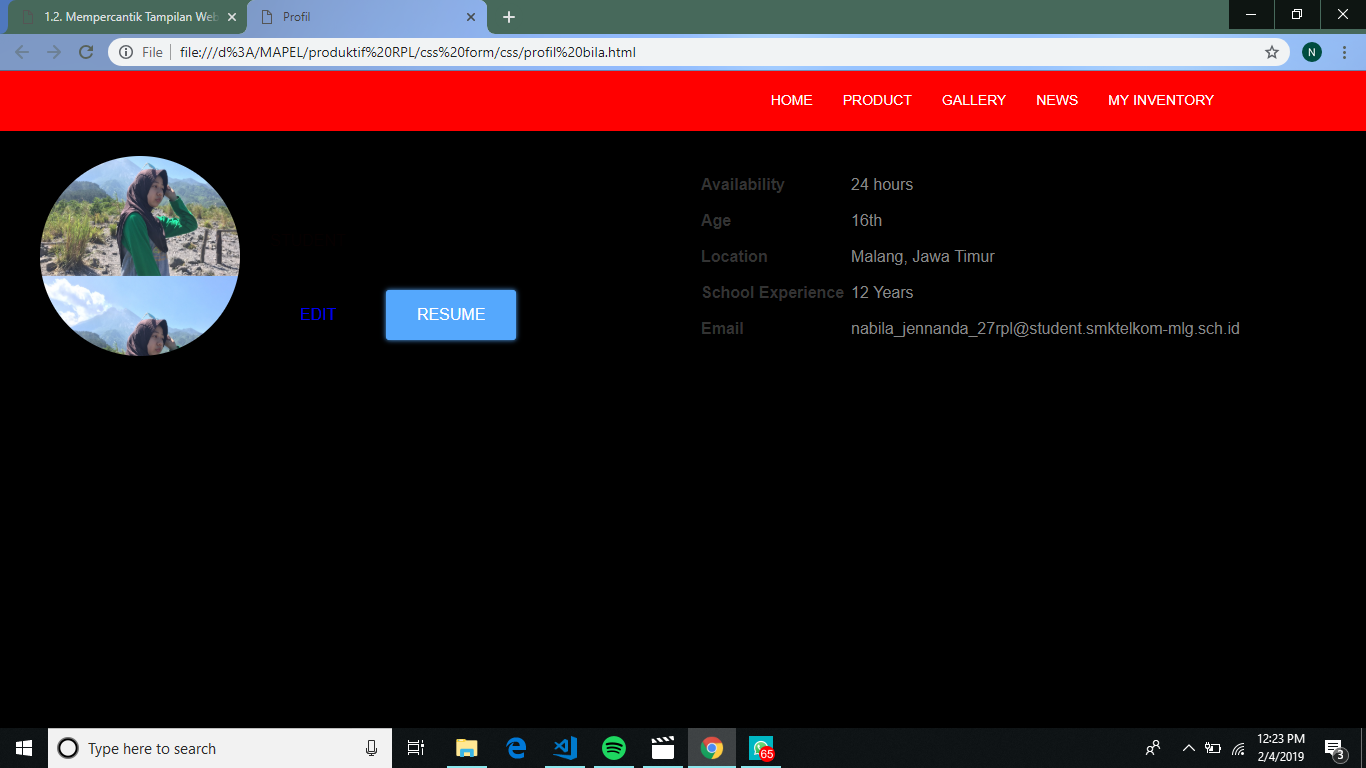 1.2. Mempercantik Tampilan Web
Profil
File
file:///d%3A/MAPEL/produktif%20RPL/css%20form/css/profil%20bila.html
N
HOME PRODUCT GALLERY NEWS MY INVENTORY
Availability 24 hours
Age 16th
Location Malang, Jawa Timur
School Experience 12 Years
Email nabila_jennanda_27rpl@student.smktelkom-mlg.sch.id
EDIT RESUME
Type here to search
65
12:23 PM
2/4/2019
3